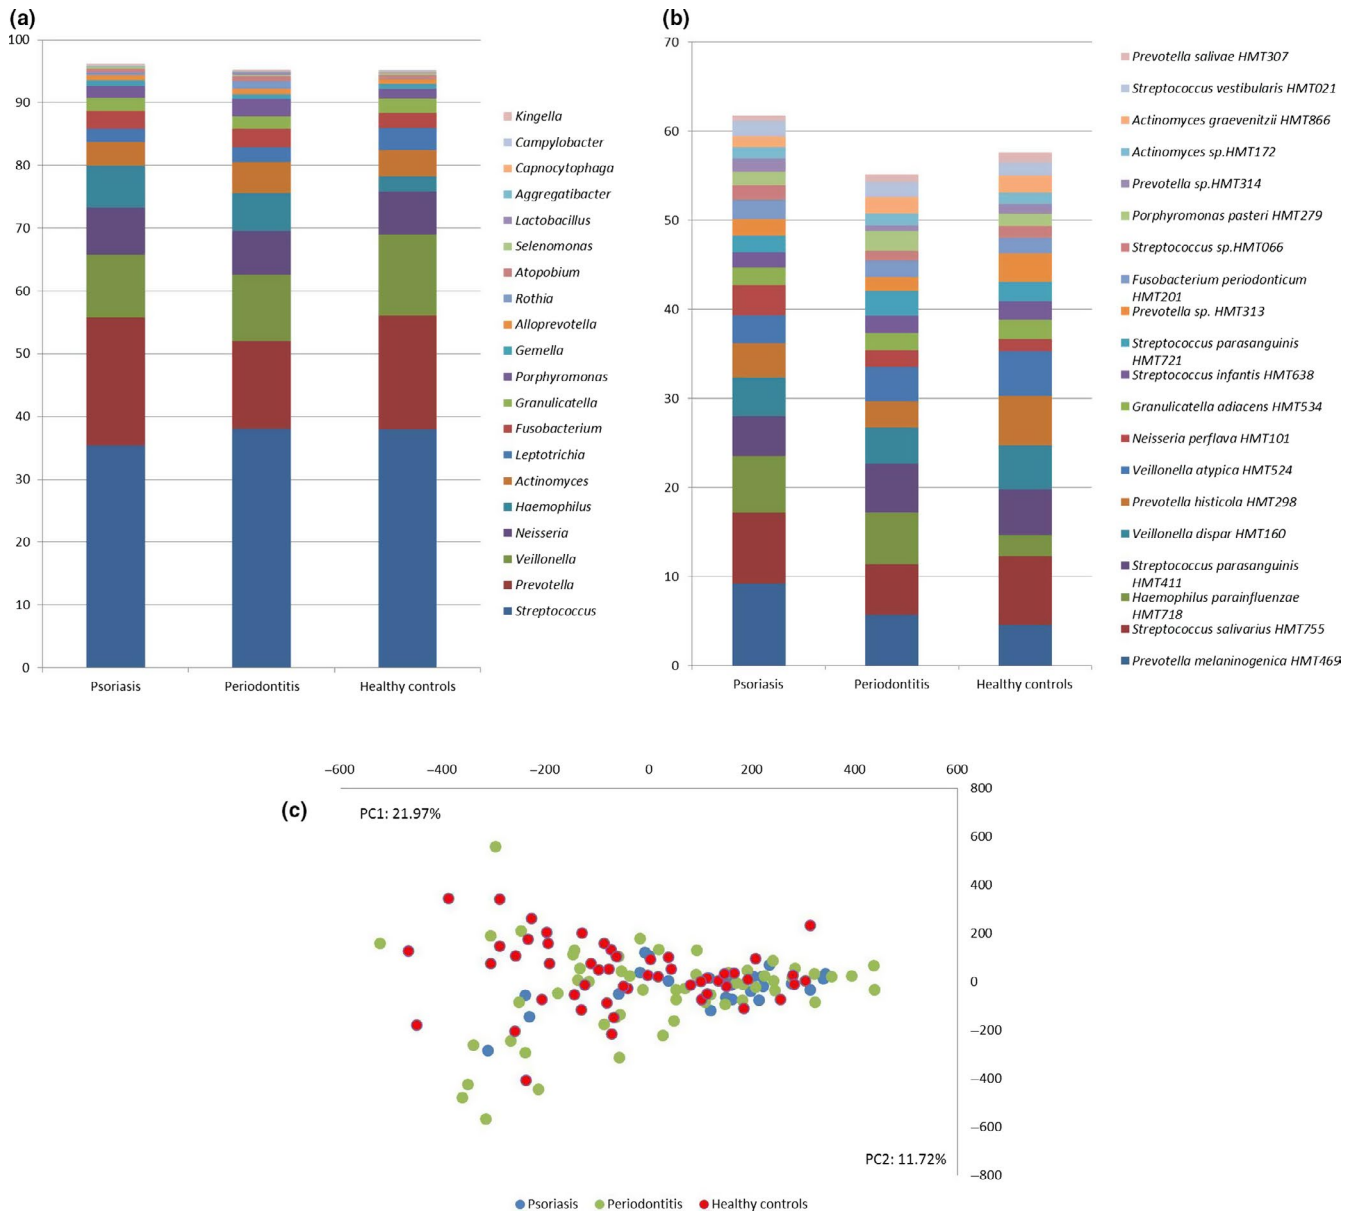 (a)
100
90
80
70
60
50
40
30
20
10
0
Psoriasis
Periodontitis
Healthy controls
Kingella
Campylobacter
Capnocytophaga
Aggregatibacter
Lactobacillus
Selenomonas
Atopobium
Rothia
Alloprevotella
Gemella
Porphyromonas
Granulicatella
Fusobacterium
Leptotrichia
Actinomyces
Haemophilus
Neisseria
Veillonella
Prevotella
Streptococcus
(b)
70
60
50
40
30
20
10
0
Psoriasis
Periodontitis
Healthy controls
Prevotella salivae HMT307
Streptococcus vestibularis HMT021
Actinomyces graevenitzii HMT866
Actinomyces sp.HMT172
Prevotella sp.HMT314
Porphyromonas pasteri HMT279
Streptococcus sp.HMT066
Fusobacterium periodonticum
HMT201
Prevotella sp. HMT313
Streptococcus parasanguinis
HMT721
Streptococcus infantis HMT638
Granulicatella adiacens HMT534
Neisseria perflava HMT101
Veillonella atypica HMT524
Prevotella histicola HMT298
Veillonella dispar HMT160
Streptococcus parasanguinis
HMT411
Haemophilus parainfluenzae
HMT718
Streptococcus salivarius HMT755
Prevotella melaninogenica HMT469
(c)
–600 –400 –200 0 200 400 600
PC1: 21.97%
800
600
400
200
0
–200
–400
–600
–800
PC2: 11.72%
Psoriasis Periodontitis Healthy controls